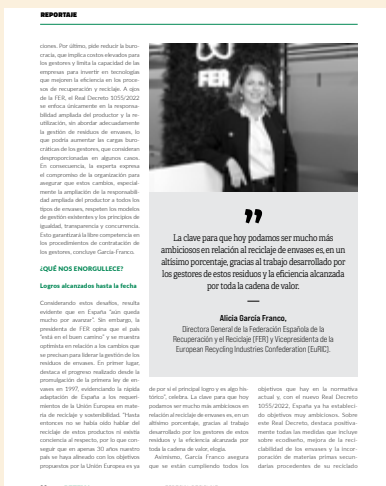 REPORTAJE
ciones. Por último, pide reducir la buro-
cracia, que implica costos elevados para
los gestores y limita la capacidad de las
empresas para invertir en tecnologías
que mejoren la eficiencia en los proce-
sos de recuperación y reciclaje. A ojos
de la FER, el Real Decreto 1055/2022
se enfoca únicamente en la responsa-
bilidad ampliada del productor y la re-
utilización, sin abordar adecuadamente
la gestión de residuos de envases, lo
que podría aumentar las cargas buro-
cráticas de los gestores, que consideran
desproporcionadas en algunos casos.
En consecuencia, la experta expresa
el compromiso de la organización para
asegurar que estos cambios, especial-
mente la ampliación de la responsabili-
dad ampliada del productor a todos los
tipos de envases, respeten los modelos
de gestión existentes y los principios de
igualdad, transparencia y concurrencia.
Esto garantizará la libre competencia en
los procedimientos de contratación de
los gestores, concluye García-Franco.
¿QUÉ NOS ENORGULLECE?
Logros alcanzados hasta la fecha
Considerando estos desafíos, resulta
evidente que en España “aún queda
mucho por avanzar”. Sin embargo, la
presidenta de FER opina que el país
“está en el buen camino” y se muestra
optimista en relación a los cambios que
se precisan para liderar la gestión de los
residuos de envases. En primer lugar,
destaca el progreso realizado desde la
promulgación de la primera ley de en-
vases en 1997, evidenciando la rápida
adaptación de España a los requeri-
mientos de la Unión Europea en mate-
ria de reciclaje y sostenibilidad. “Hasta
entonces no se había oído hablar del
reciclaje de estos productos ni existía
conciencia al respecto, por lo que con-
seguir que en apenas 30 años nuestro
país se haya alineado con los objetivos
propuestos por la Unión Europea es ya
FER
”
La clave para que hoy podamos ser mucho más
ambiciosos en relación al reciclaje de envases es, en un
altísimo porcentaje, gracias al trabajo desarrollado por
los gestores de estos residuos y la eficiencia alcanzada
por toda la cadena de valor.
Alicia García Franco,
Directora General de la Federación Española de la
Recuperación y el Reciclaje (FER) y Vicepresidenta de la
European Recycling Industries Confederation (EuRIC).
de por sí el principal logro y es algo his-
tórico”, celebra. La clave para que hoy
podamos ser mucho más ambiciosos en
relación al reciclaje de envases es, en un
altísimo porcentaje, gracias al trabajo
desarrollado por los gestores de estos
residuos y la eficiencia alcanzada por
toda la cadena de valor, elogia.
Asimismo, García Franco asegura
que se están cumpliendo todos los
objetivos que hay en la normativa
actual y, con el nuevo Real Decreto
1055/2022, España ya ha estableci-
do objetivos muy ambiciosos. Sobre
este Real Decreto, destaca positiva-
mente todas las medidas que incluye
sobre ecodiseño, mejora de la reci-
clabilidad de los envases y la incor-
poración de materias primas secun-
darias procedentes de su reciclado